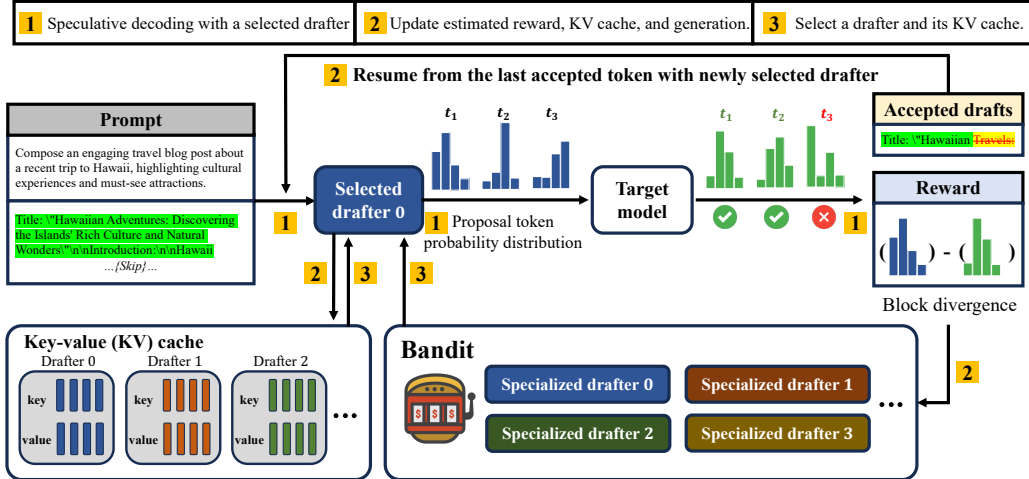 1 Speculative decoding with a selected drafter
2 Update estimated reward, KV cache, and generation.
3 Select a drafter and its KV cache.
2 Resume from the last accepted token with newly selected drafter
Prompt
Compose an engaging travel blog post about
a recent trip to Hawaii, highlighting cultural
experiences and must-see attractions.
Title: \"Hawaiian Adventures: Discovering
the Islands' Rich Culture and Natural
Wonders\"\n\nIntroduction:\n\nHawaii
...{Skip}...
1
Selected
drafter 0
t1
t2
t3
1 Proposal token
probability distribution
Target
model
t1
t2
t3
1
Accepted drafts
Title: \"Hawaiian Travels:
Reward
( ) - ( )
Block divergence
2
3
3
2
Key-value (KV) cache
Drafter 0
Drafter 1
Drafter 2
key
key
key
value
value
value
...
Bandit
$ $ $
Specialized drafter 0
Specialized drafter 1
Specialized drafter 2
Specialized drafter 3
...